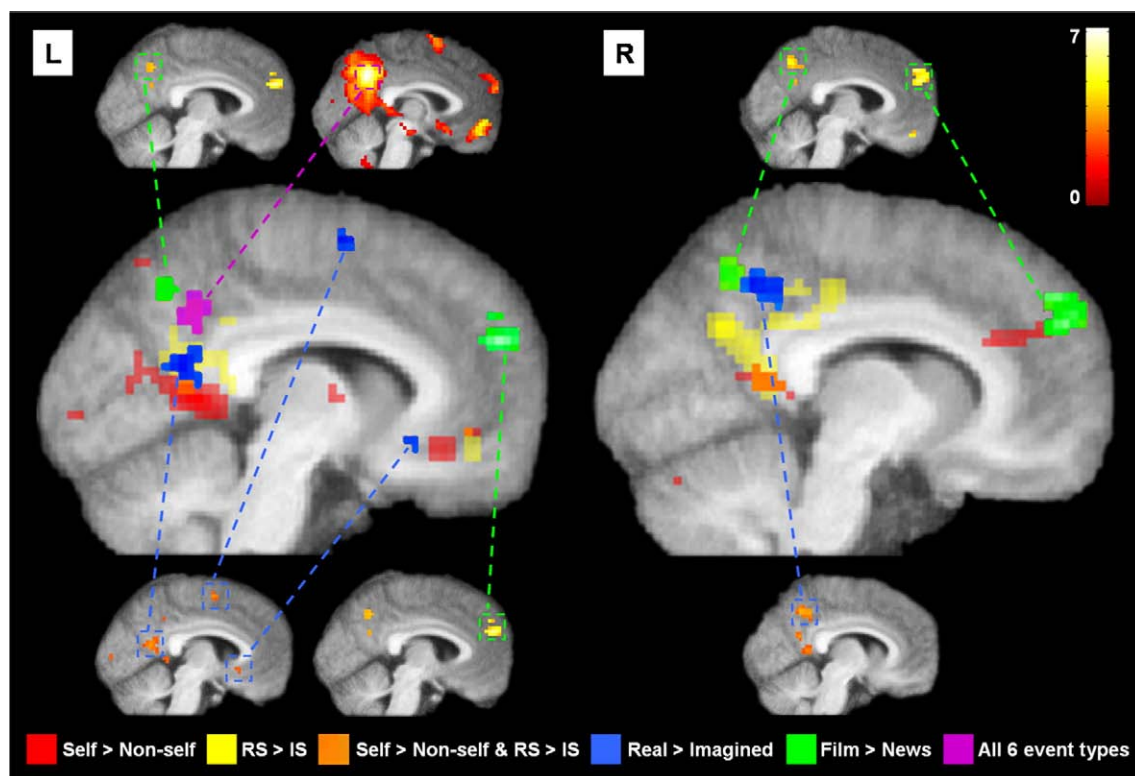 L
R
7
0
Self > Non-self RS > IS Self > Non-self & RS > IS Real > Imagined Film > News All 6 event types